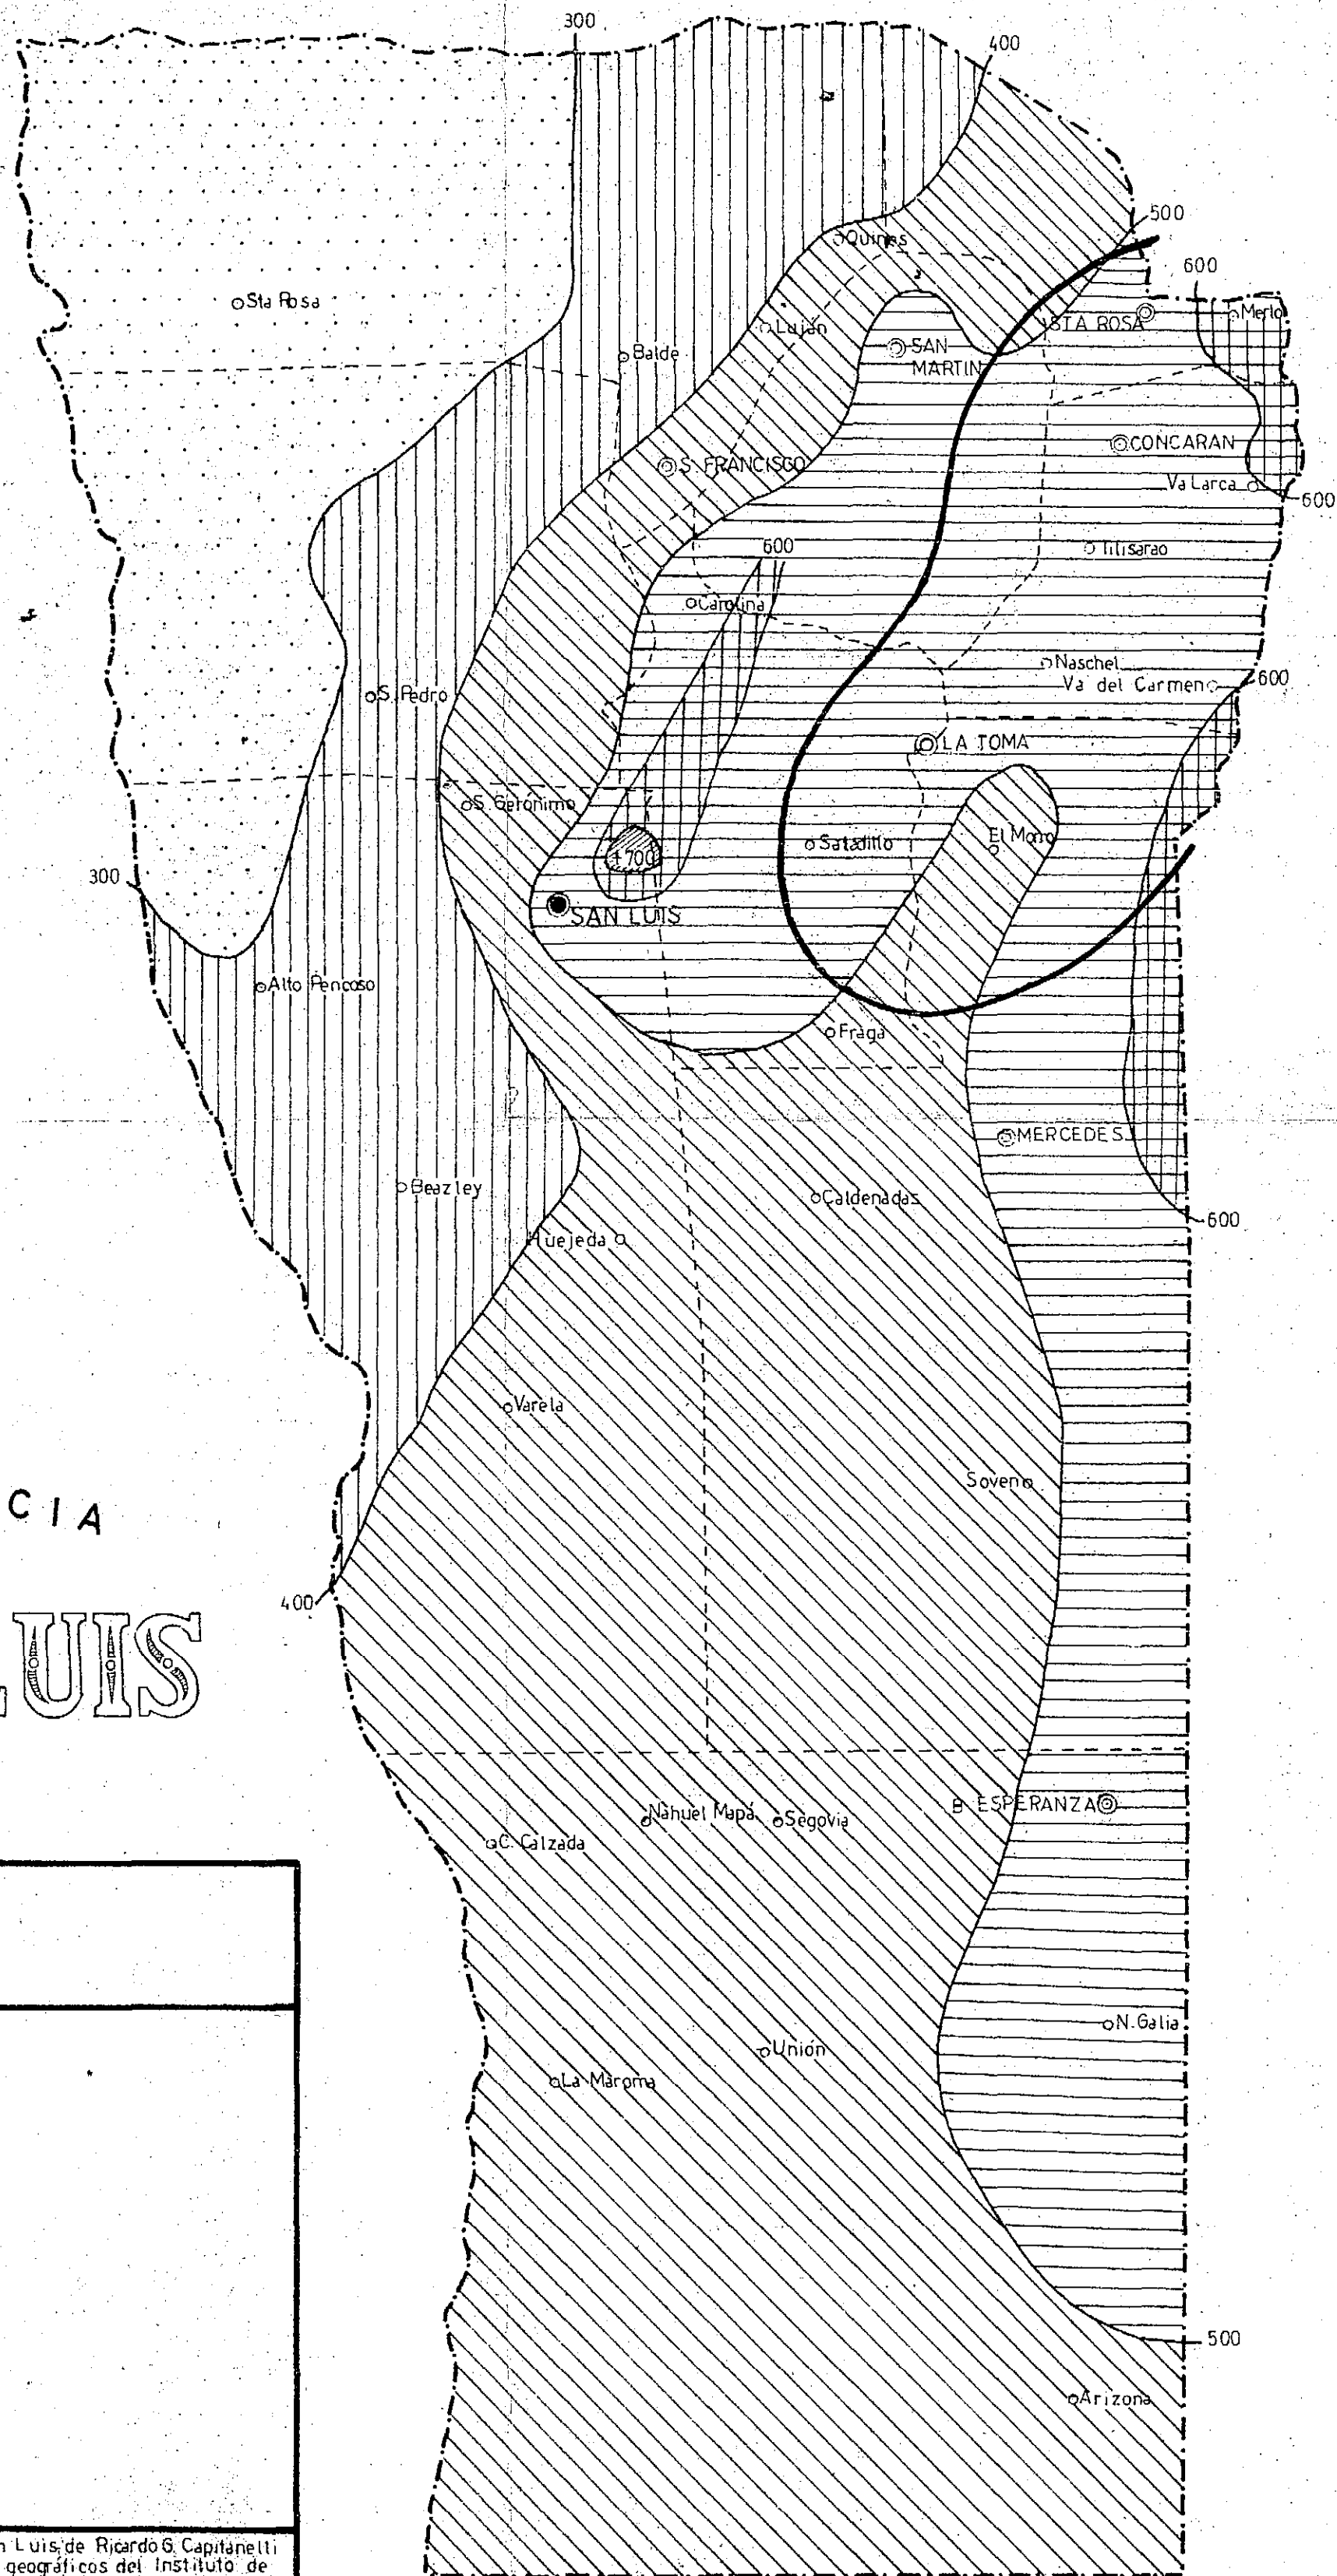 300
400
500
600
Quines
Sta Rosa
Luján
STA ROSA
Merlo
SAN
MARTIN
Balde
CONCARAN
S. FRANCISCO
Va Larca
600
Tilisarao
600
Carolina
Naschel
Va del Carmen
600
S. Pedro
LA TOMA
S. Gerónimo
El Morro
Saladillo
700
300
SAN LUIS
Alto Pencoso
Fraga
MERCEDES
Beazley
Caldenadas
600
Huejeda
Varela
Soven
CIA
400
LUIS
B. ESPERANZA
Nahuel Mapá
Segovia
C. Calzada
N. Galia
Unión
La Maroma
500
Arizona
n Luis, de Ricardo G. Capitanelli
geográficos del Instituto de